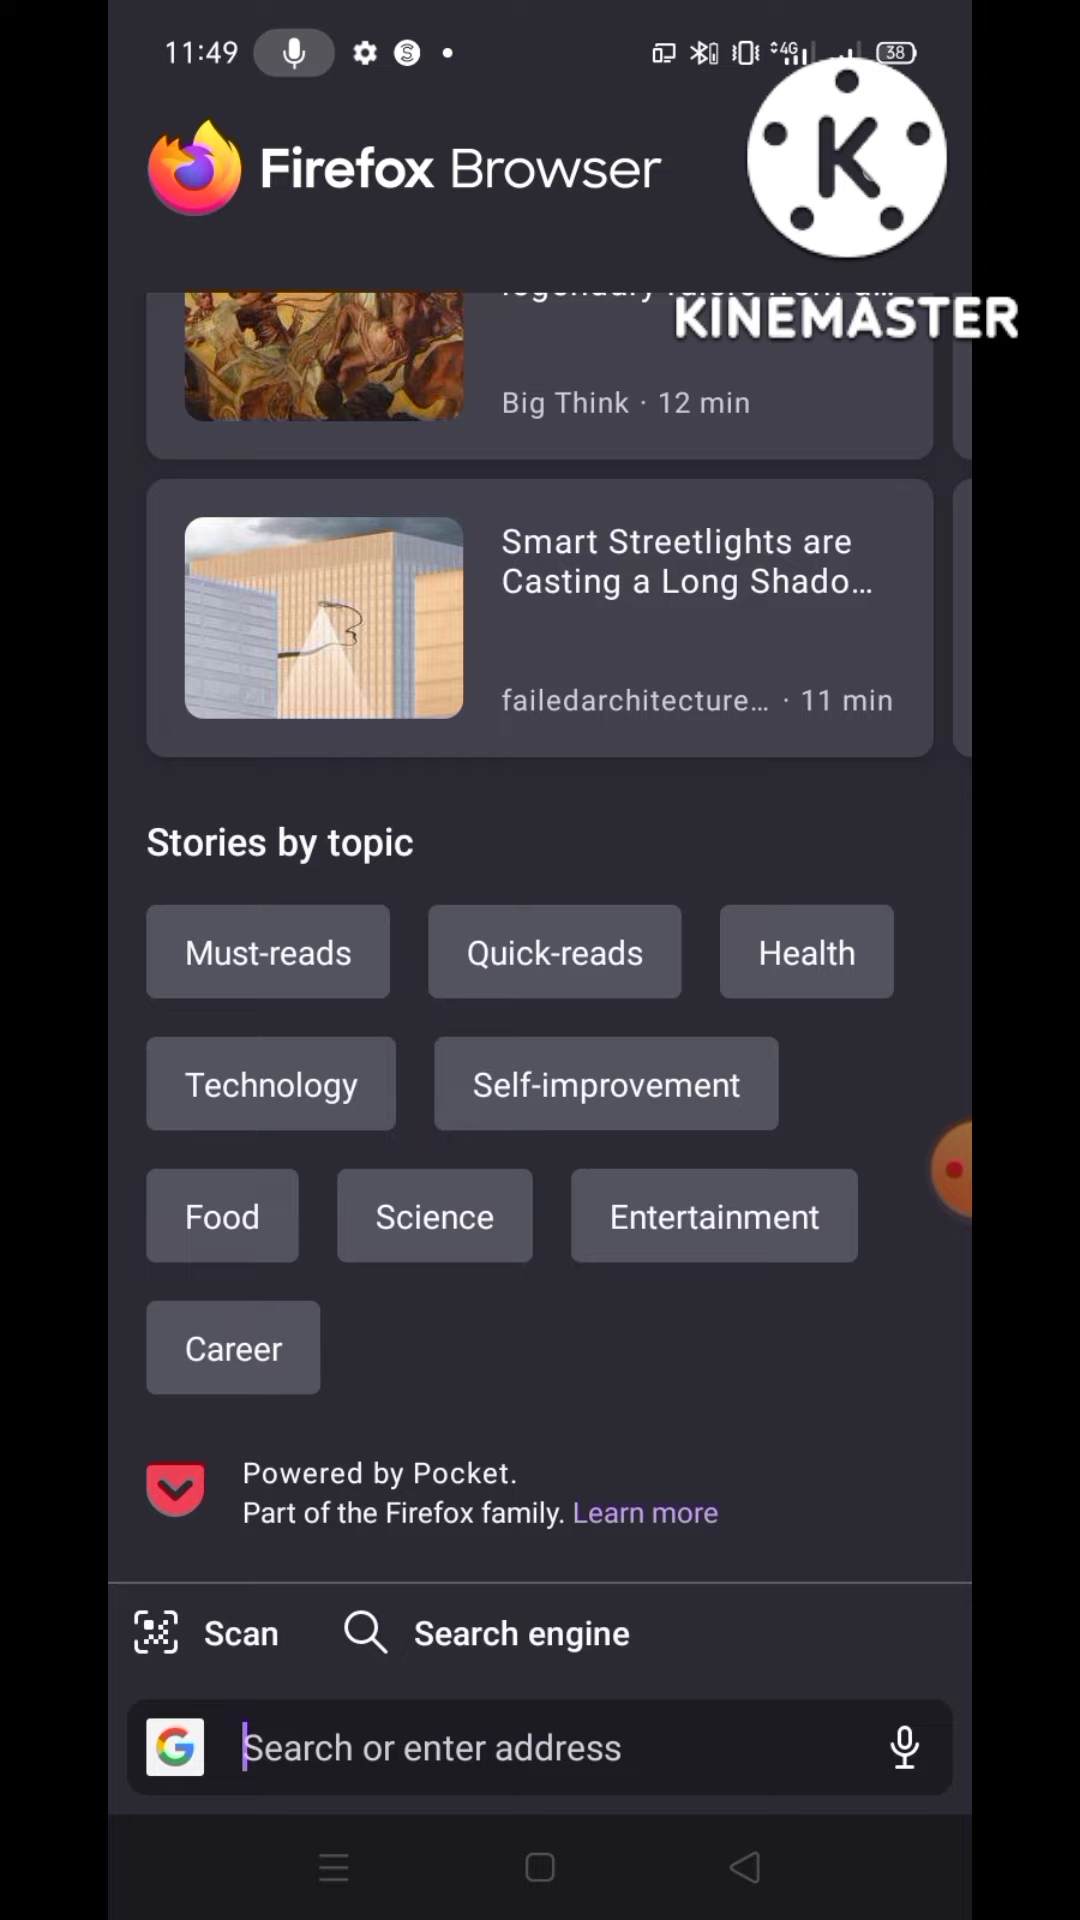 11:49
4G
38
Firefox Browser
K
KINEMASTER
Big Think · 12 min
Smart Streetlights are
Casting a Long Shado...
failedarchitecture... · 11 min
Stories by topic
Must-reads Quick-reads Health
Technology Self-improvement
Food Science Entertainment
Career
Powered by Pocket.
Part of the Firefox family. Learn more
Scan Search engine
G Search or enter address